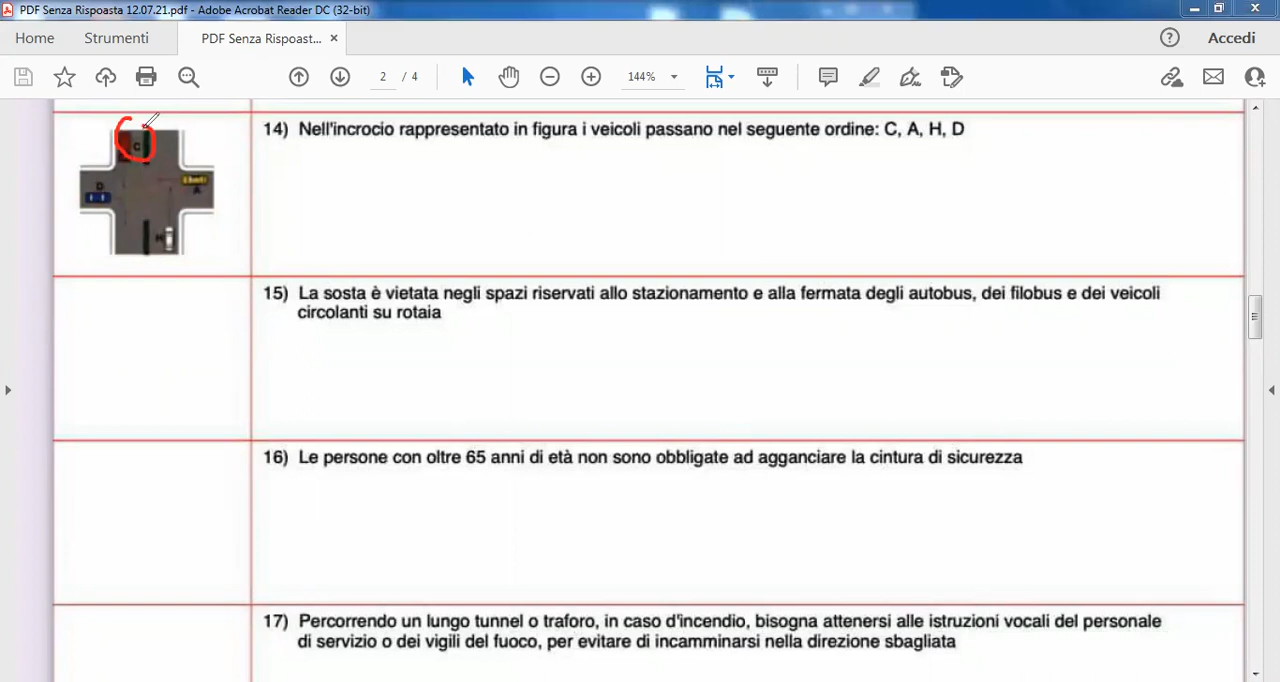 PDF Senza Rispoasta 12.07.21.pdf - Adobe Acrobat Reader DC (32-bit)
Home Strumenti PDF Senza Rispoast... × ? Accedi
2 / 4 144%
14) Nell'incrocio rappresentato in figura i veicoli passano nel seguente ordine: C, A, H, D
C
D
A
H
15) La sosta è vietata negli spazi riservati allo stazionamento e alla fermata degli autobus, dei filobus e dei veicoli
circolanti su rotaia
16) Le persone con oltre 65 anni di età non sono obbligate ad agganciare la cintura di sicurezza
17) Percorrendo un lungo tunnel o traforo, in caso d'incendio, bisogna attenersi alle istruzioni vocali del personale
di servizio o dei vigili del fuoco, per evitare di incamminarsi nella direzione sbagliata